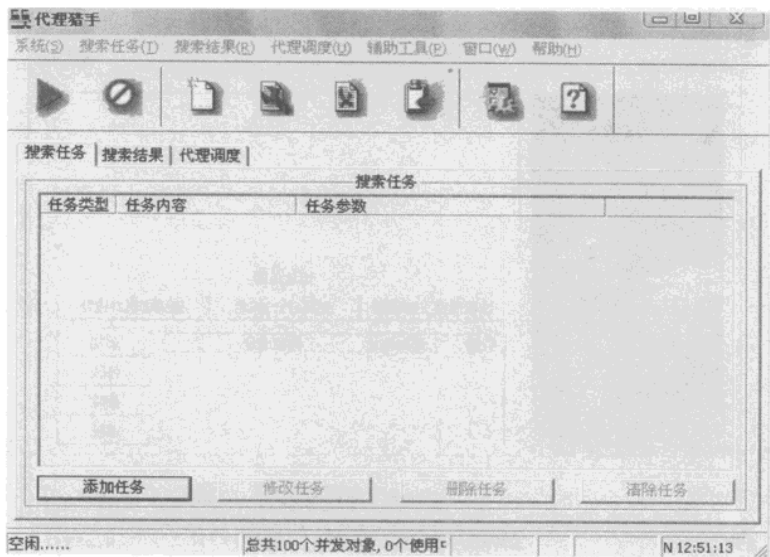 代理猎手
系统(S) 搜索任务(T) 搜索结果(R) 代理调度(U) 辅助工具(P) 窗口(W) 帮助(H)
搜索任务 搜索结果 代理调度
搜索任务
任务类型 任务内容 任务参数
添加任务 修改任务 删除任务 清除任务
空闲...... 总共100个并发对象, 0个使用中 N 12:51:13